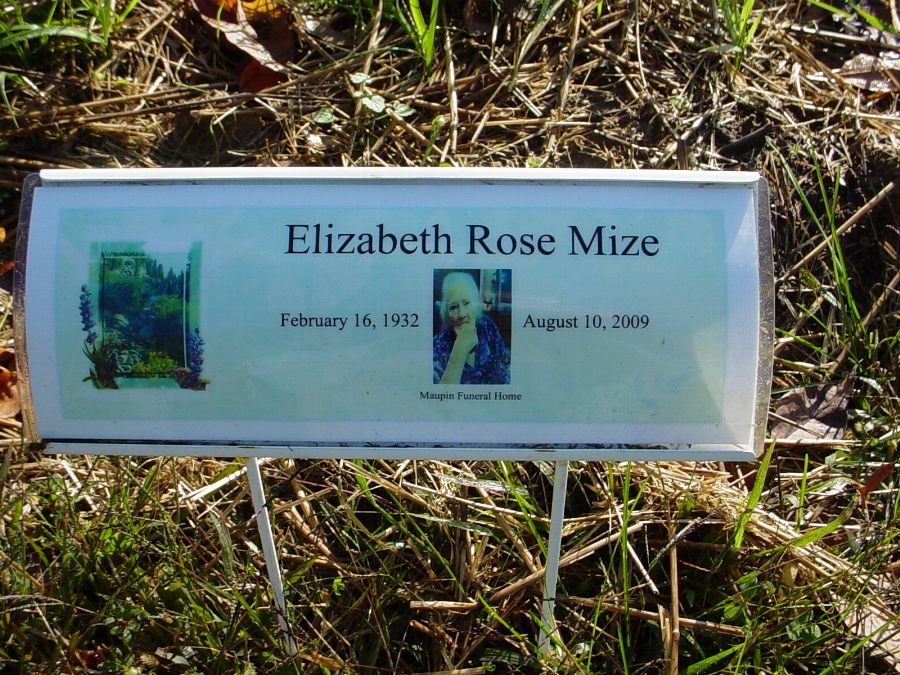 Elizabeth Rose Mize
February 16, 1932
August 10, 2009
Maupin Funeral Home